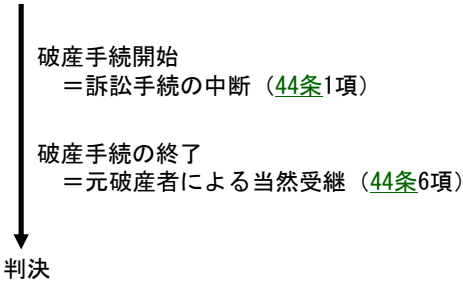 破産手続開始
＝訴訟手続の中断（44条1項）
破産手続の終了
＝元破産者による当然受継（44条6項）
判決